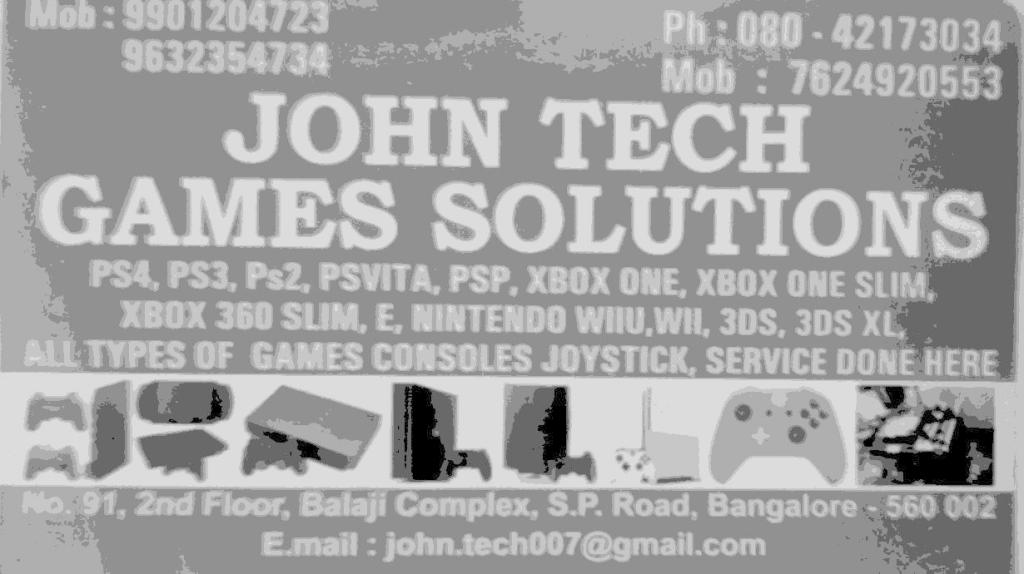 Mob : 9901204723
9632354734
Ph : 080 - 42173034
Mob : 7624920553
JOHN TECH
GAMES SOLUTIONS
PS4, PS3, Ps2, PSVITA, PSP, XBOX ONE, XBOX ONE SLIM,
XBOX 360 SLIM, E, NINTENDO WIIU,WII, 3DS, 3DS XL,
ALL TYPES OF GAMES CONSOLES JOYSTICK, SERVICE DONE HERE
No. 91, 2nd Floor, Balaji Complex, S.P. Road, Bangalore - 560 002
E.mail : john.tech007@gmail.com